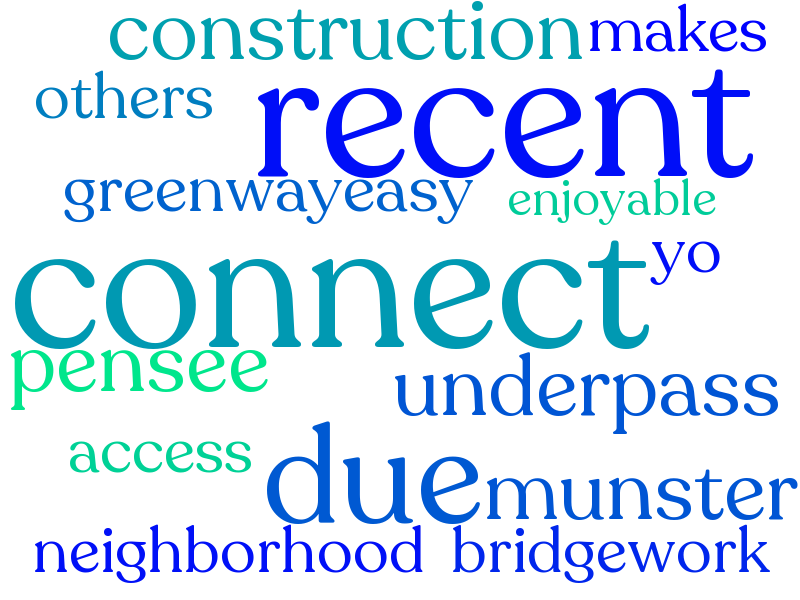 construction makes
others recent
greenwayeasy enjoyable
connect yo
pensee underpass
access due munster
neighborhood bridgework